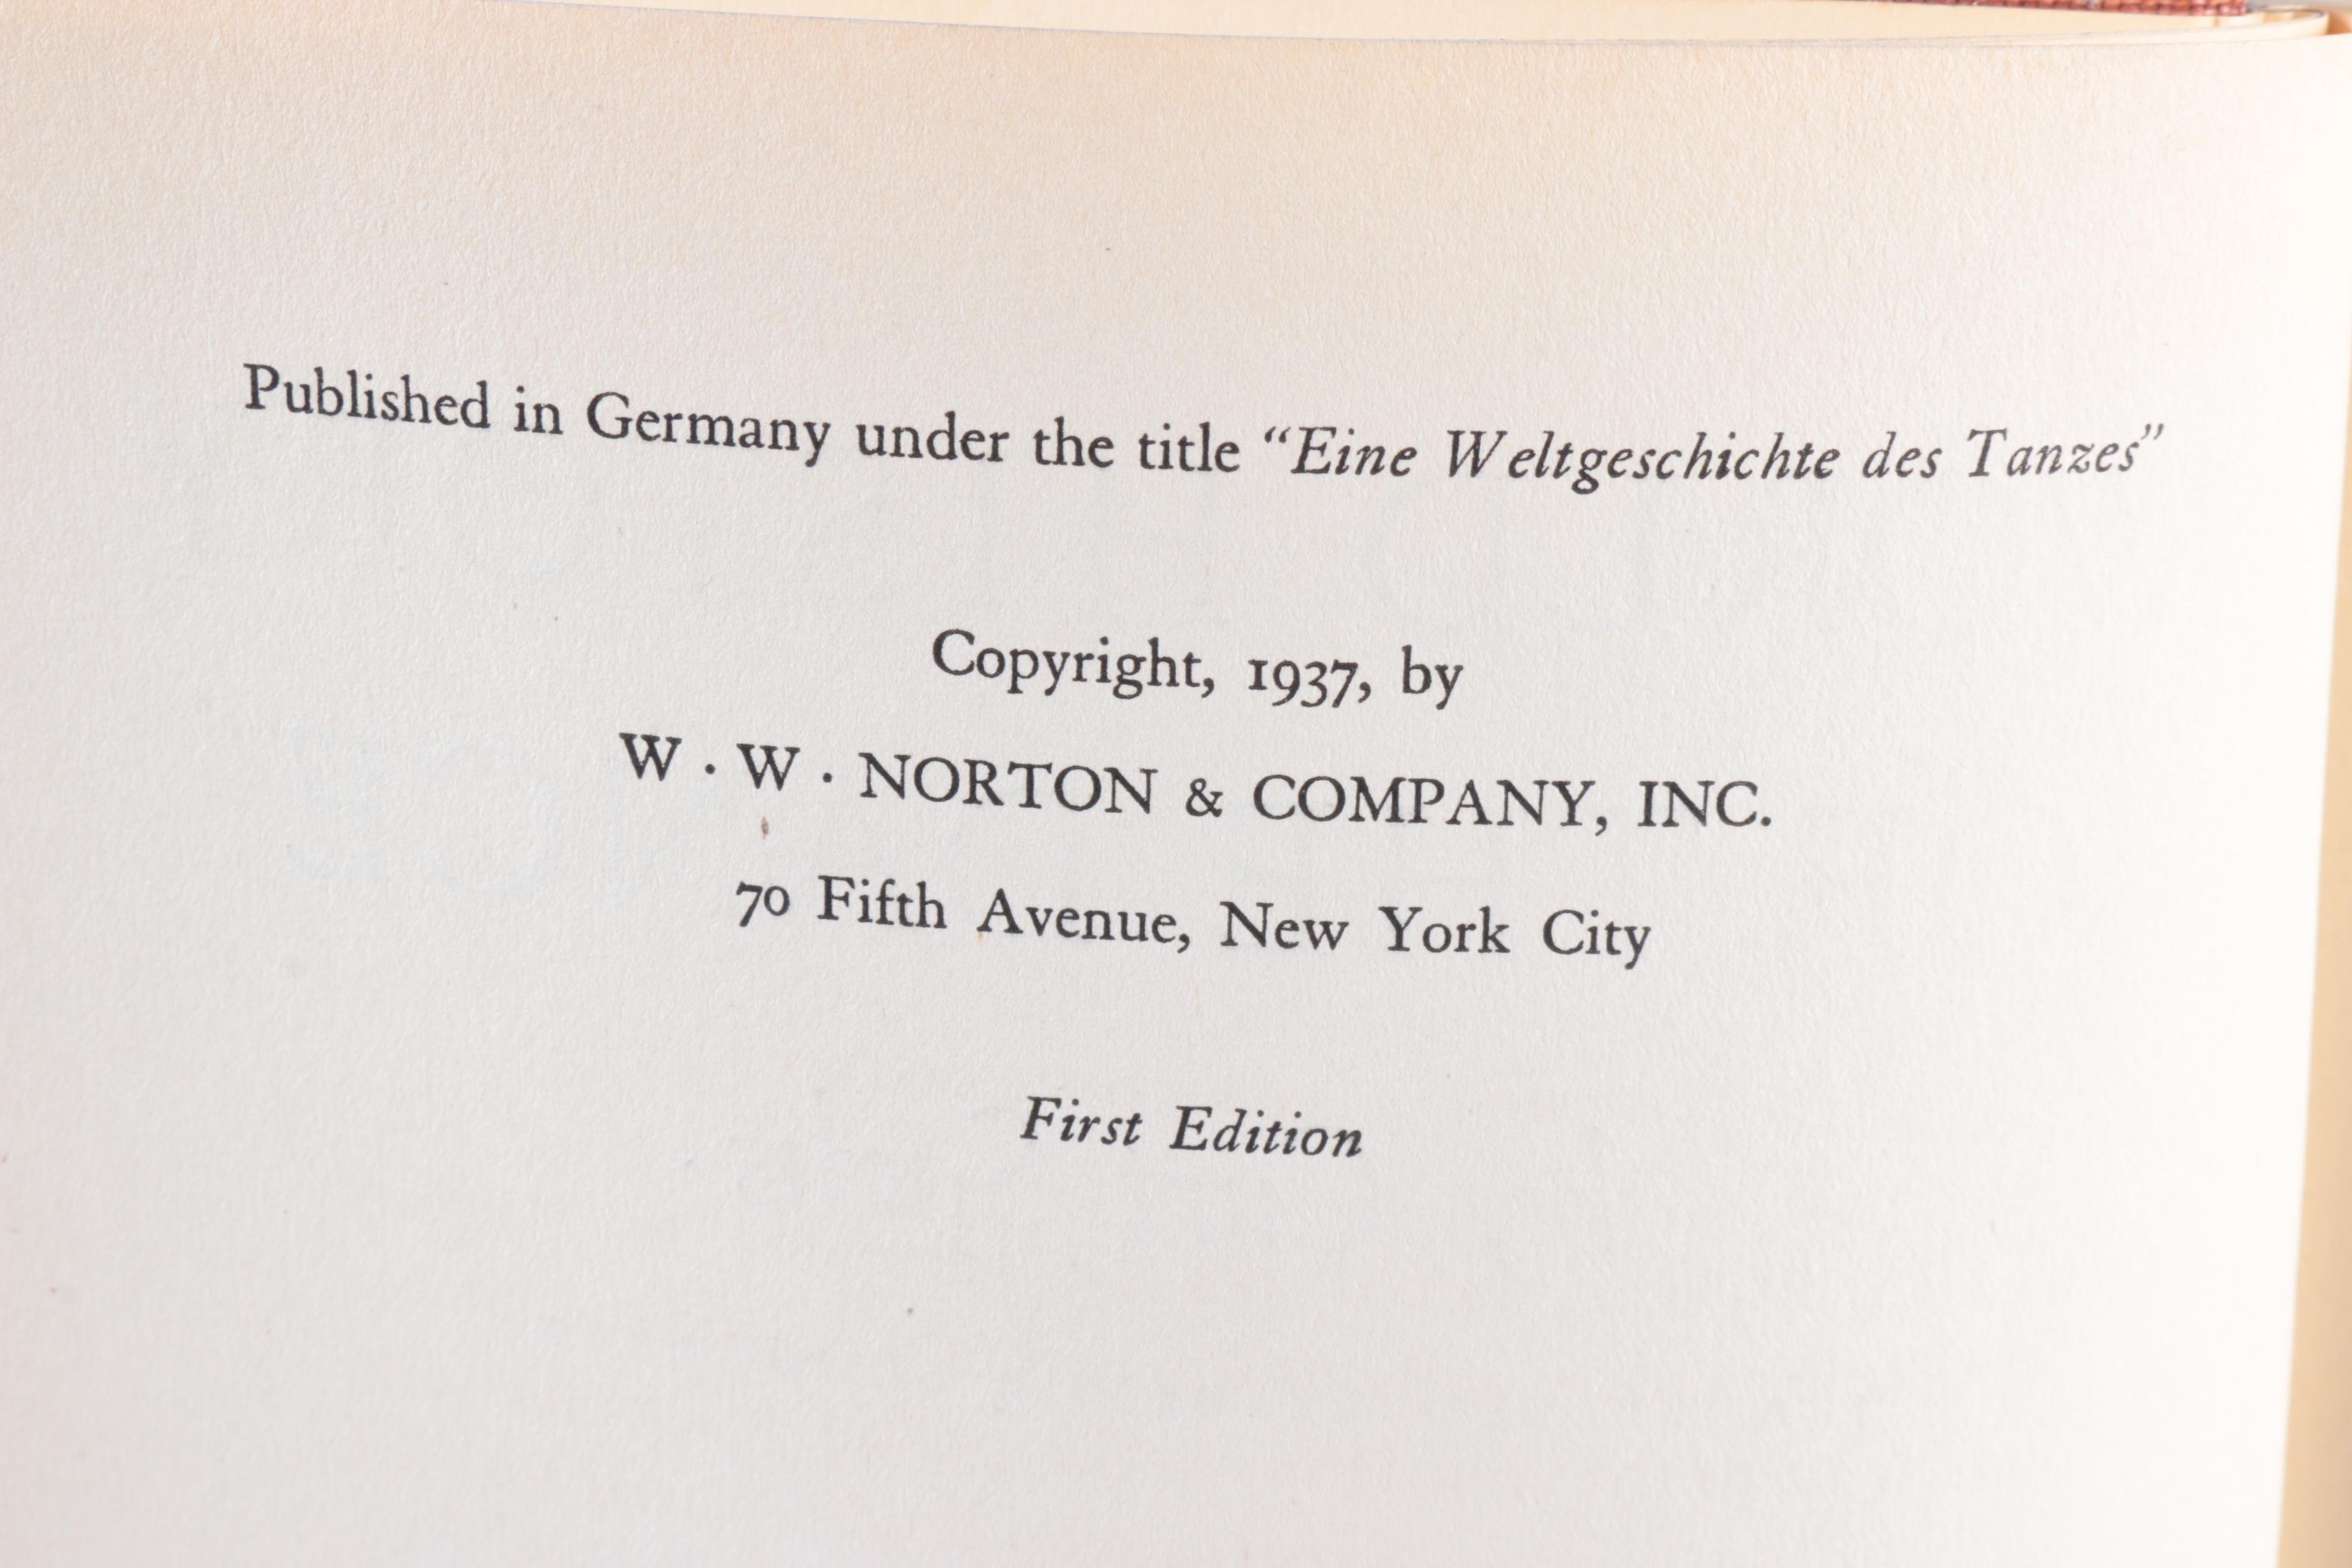 Published in Germany under the title “Eine Weltgeschichte des Tanzes”
Copyright, 1937, by
W · W · NORTON & COMPANY, INC.
70 Fifth Avenue, New York City
First Edition